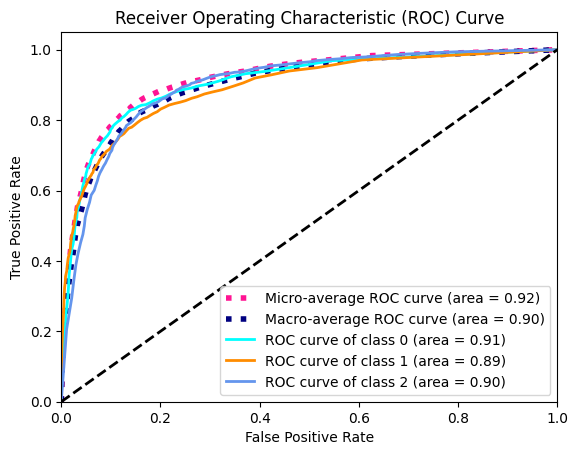 Receiver Operating Characteristic (ROC) Curve
1.0
0.8
0.6
0.4
0.2
0.0
True Positive Rate
Micro-average ROC curve (area = 0.92)
Macro-average ROC curve (area = 0.90)
ROC curve of class 0 (area = 0.91)
ROC curve of class 1 (area = 0.89)
ROC curve of class 2 (area = 0.90)
0.0 0.2 0.4 0.6 0.8 1.0
False Positive Rate